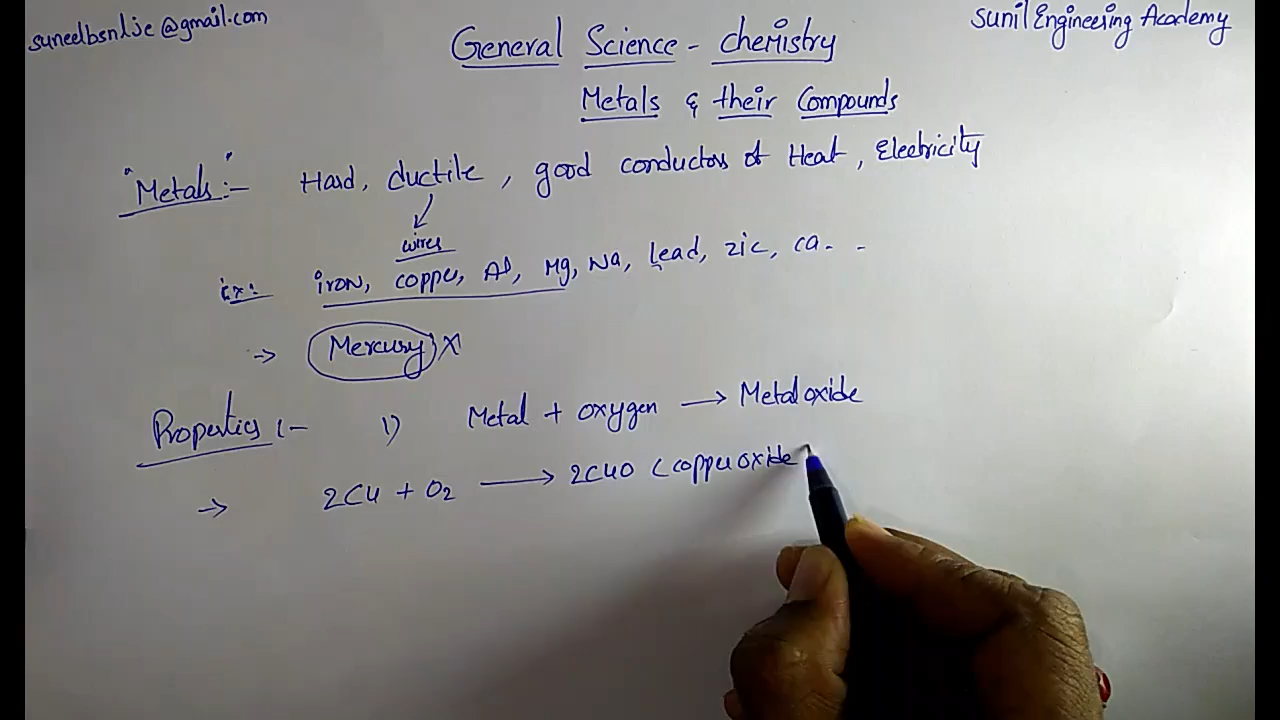 suneelbsnlje@gmail.com
Sunil Engineering Academy
General Science - chemistry
Metals & their Compounds
"Metals":- Hard, ductile, good conductors of Heat, Electricity
wires
Ex: iron, copper, Al, Mg, Na, Lead, zic, ca. -
→ Mercury X
Properties :- 1) Metal + oxygen → Metal oxide
→ 2Cu + O2 → 2CuO (copper oxide